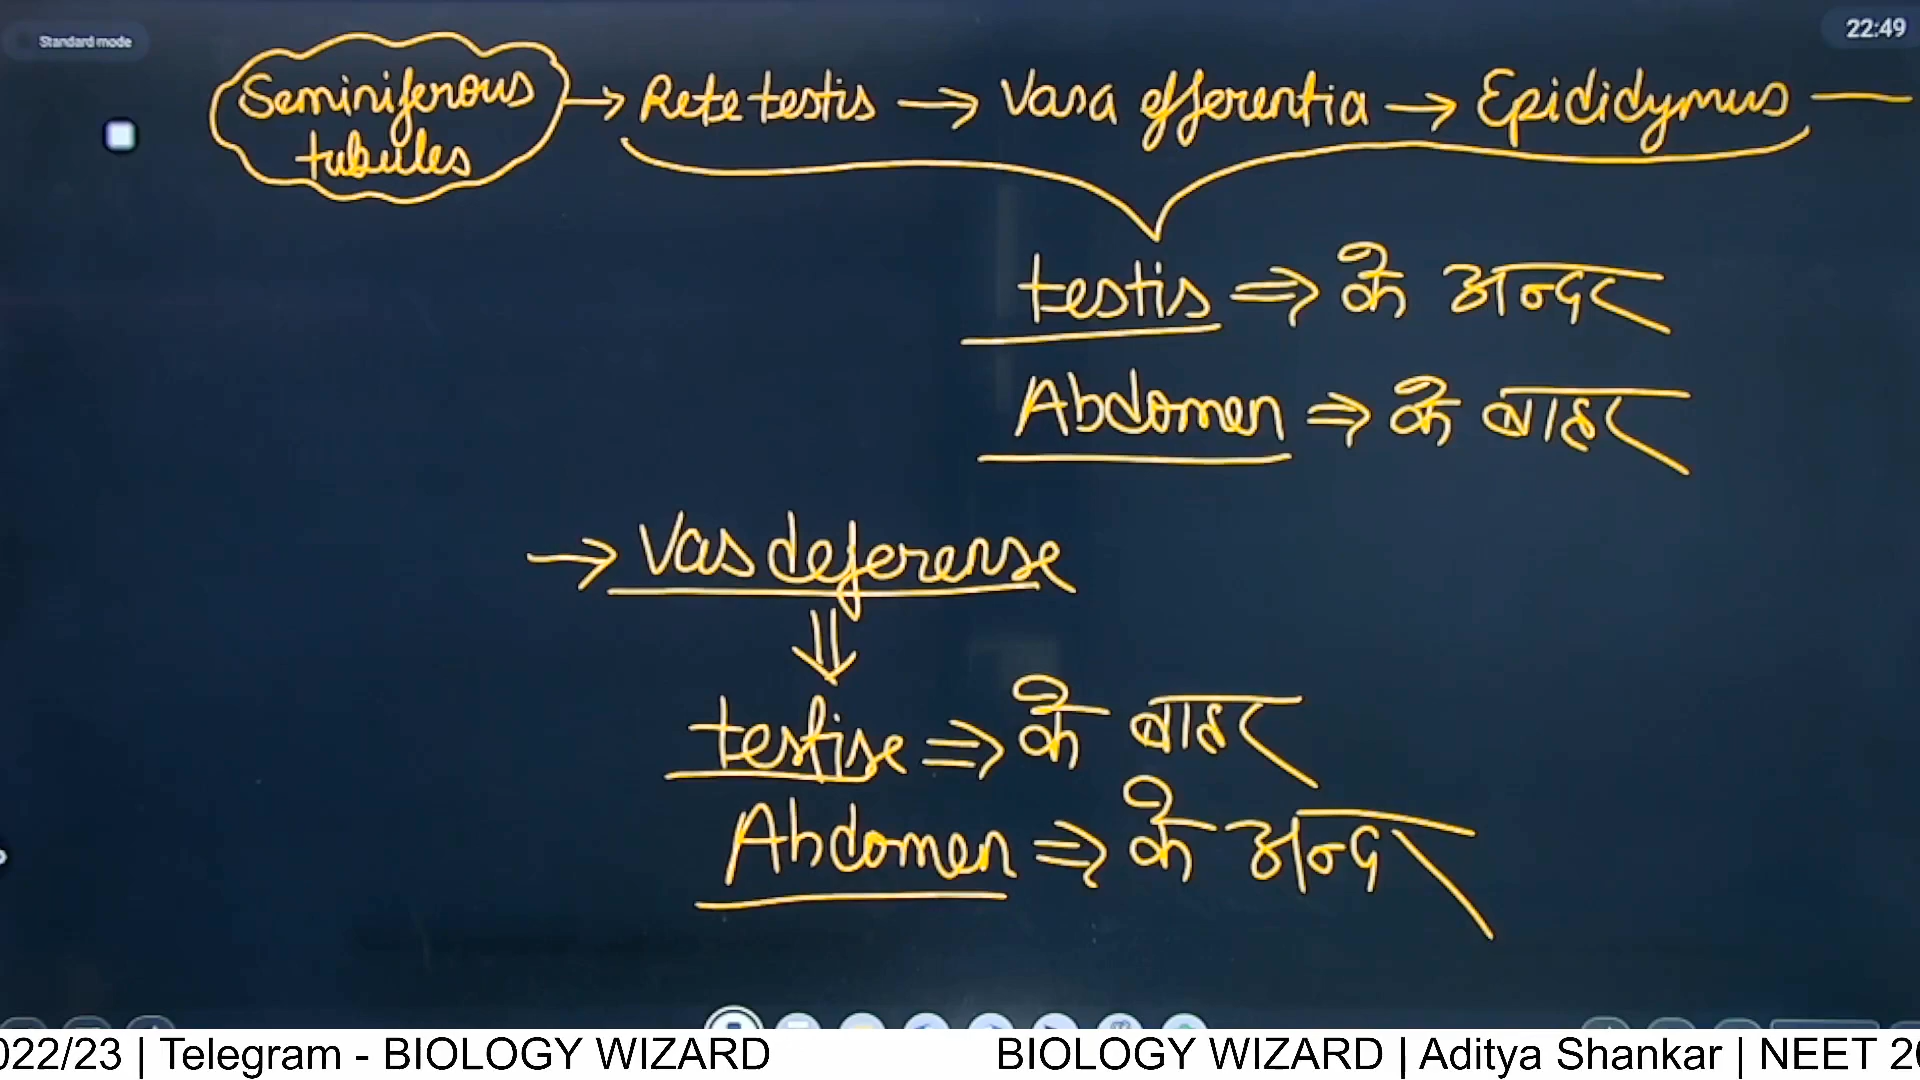 Standard mode
22:49
Seminiferous tubules → Rete testis → Vasa efferentia → Epididymus —
testis ⇒ के अन्दर
Abdomen ⇒ के बाहर
→ Vas deferense
testise ⇒ के बाहर
Abdomen ⇒ के अन्दर
022/23 | Telegram - BIOLOGY WIZARD
BIOLOGY WIZARD | Aditya Shankar | NEET 20